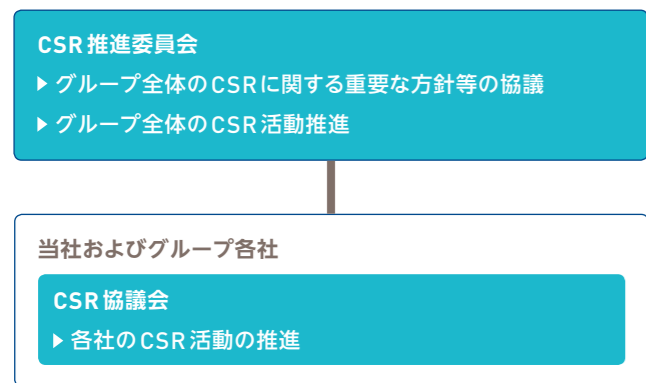 CSR推進委員会
▶グループ全体のCSRに関する重要な方針等の協議
▶グループ全体のCSR活動推進
当社およびグループ各社
CSR協議会
▶各社のCSR活動の推進